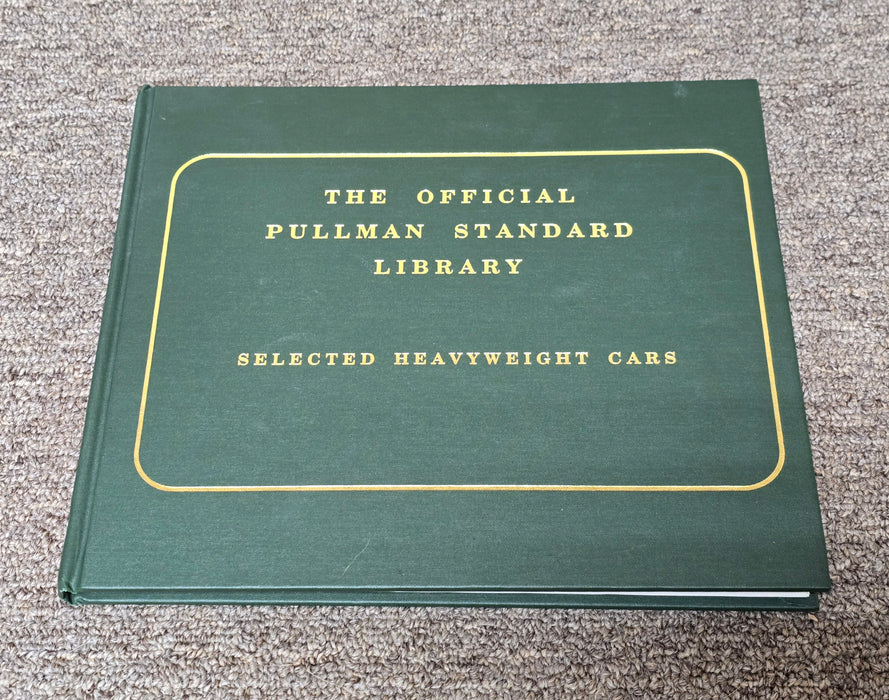 THE OFFICIAL
PULLMAN STANDARD
LIBRARY
SELECTED HEAVYWEIGHT CARS